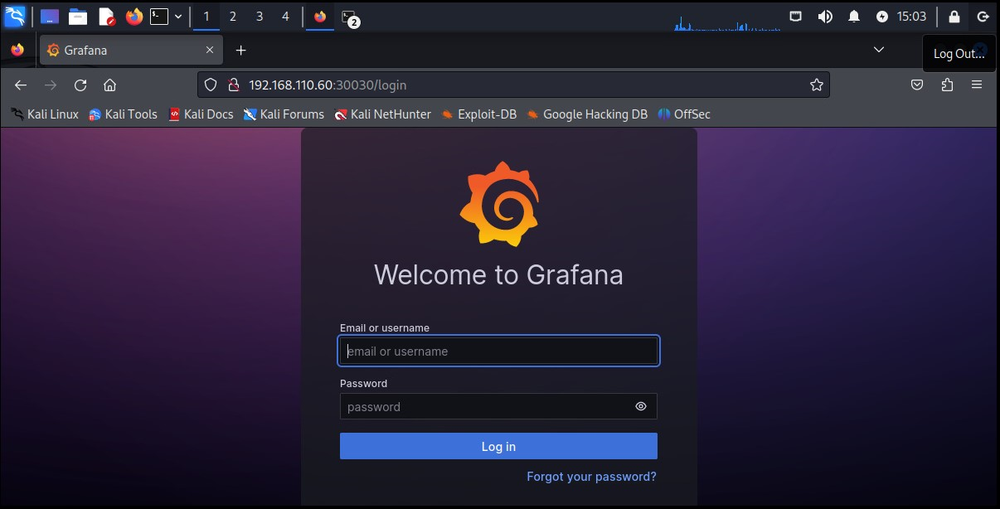 1 2 3 4 2 15:03
Grafana
Log Out...
192.168.110.60:30030/login
Kali Linux Kali Tools Kali Docs Kali Forums Kali NetHunter Exploit-DB Google Hacking DB OffSec
Welcome to Grafana
Email or username
email or username
Password
password
Log in
Forgot your password?